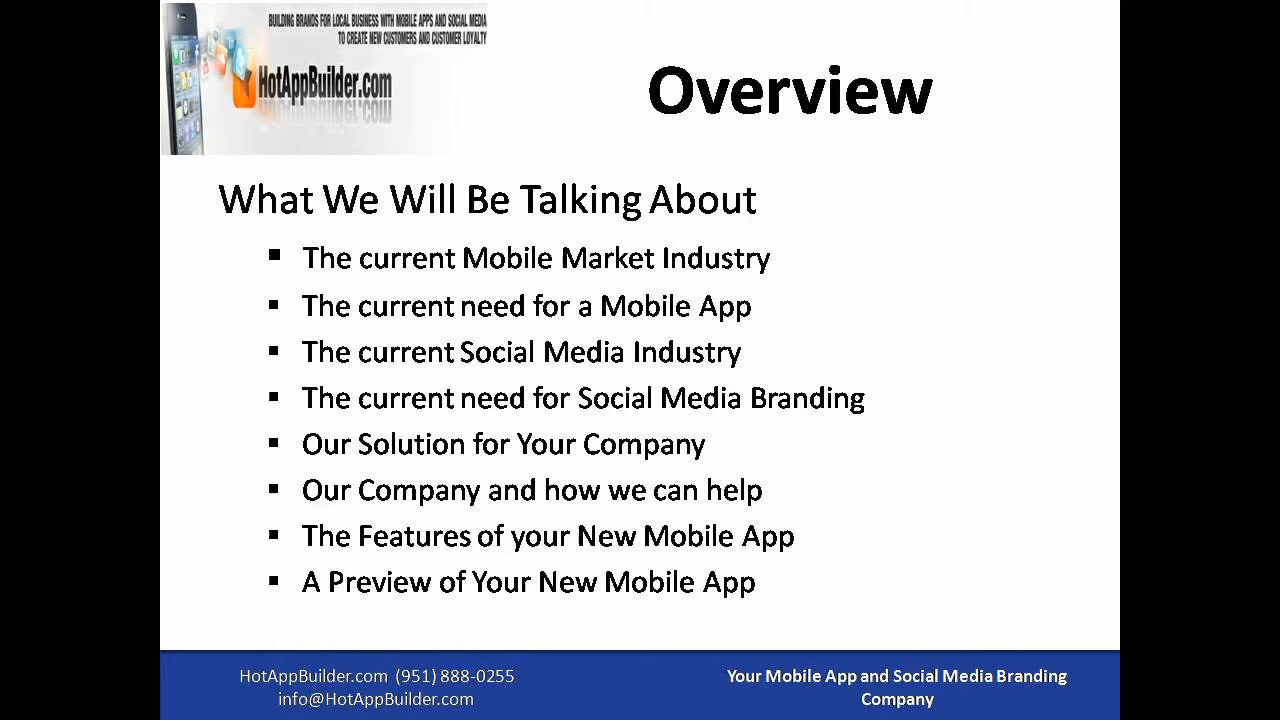 BUILDING BRANDS FOR LOCAL BUSINESS WITH MOBILE APPS AND SOCIAL MEDIA
TO CREATE NEW CUSTOMERS AND CUSTOMER LOYALTY
HotAppBuilder.com
Overview
What We Will Be Talking About
▪ The current Mobile Market Industry
▪ The current need for a Mobile App
▪ The current Social Media Industry
▪ The current need for Social Media Branding
▪ Our Solution for Your Company
▪ Our Company and how we can help
▪ The Features of your New Mobile App
▪ A Preview of Your New Mobile App
HotAppBuilder.com (951) 888-0255
info@HotAppBuilder.com
Your Mobile App and Social Media Branding
Company